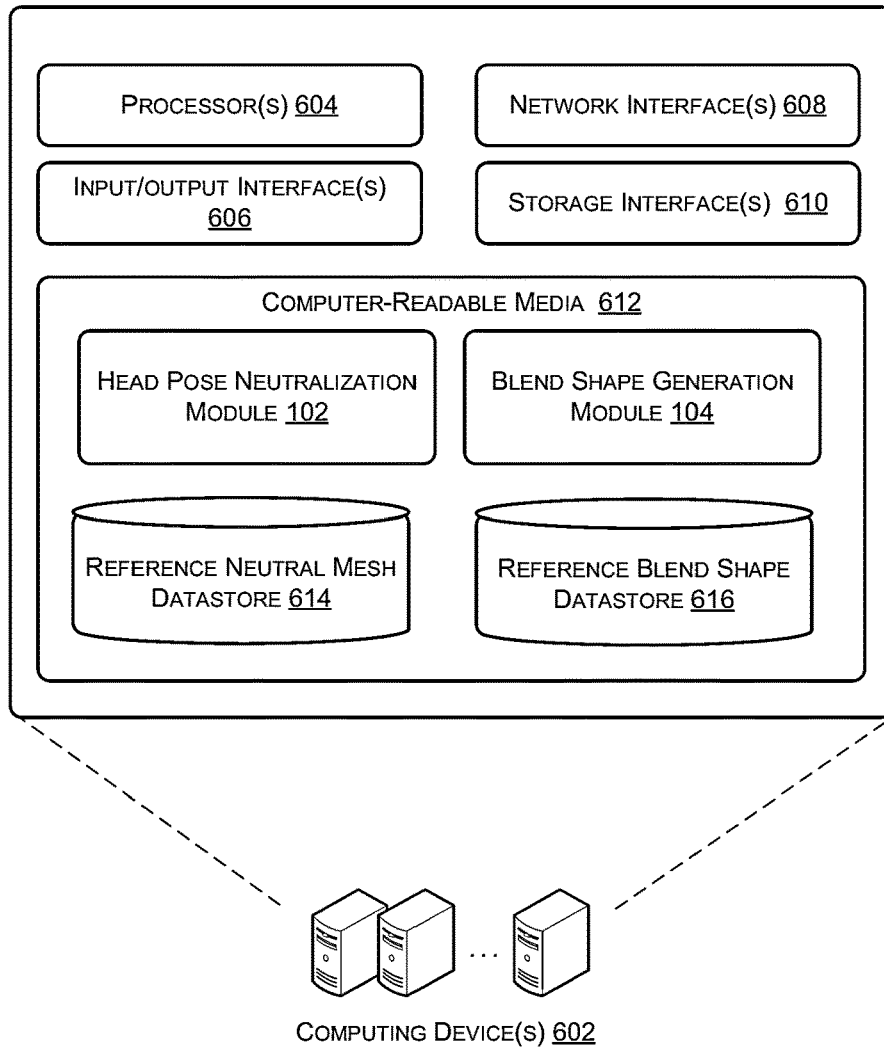 PROCESSOR(S) 604
NETWORK INTERFACE(S) 608
INPUT/OUTPUT INTERFACE(S)
606
STORAGE INTERFACE(S) 610
COMPUTER-READABLE MEDIA 612
HEAD POSE NEUTRALIZATION
MODULE 102
BLEND SHAPE GENERATION
MODULE 104
REFERENCE NEUTRAL MESH
DATASTORE 614
REFERENCE BLEND SHAPE
DATASTORE 616
...
COMPUTING DEVICE(S) 602